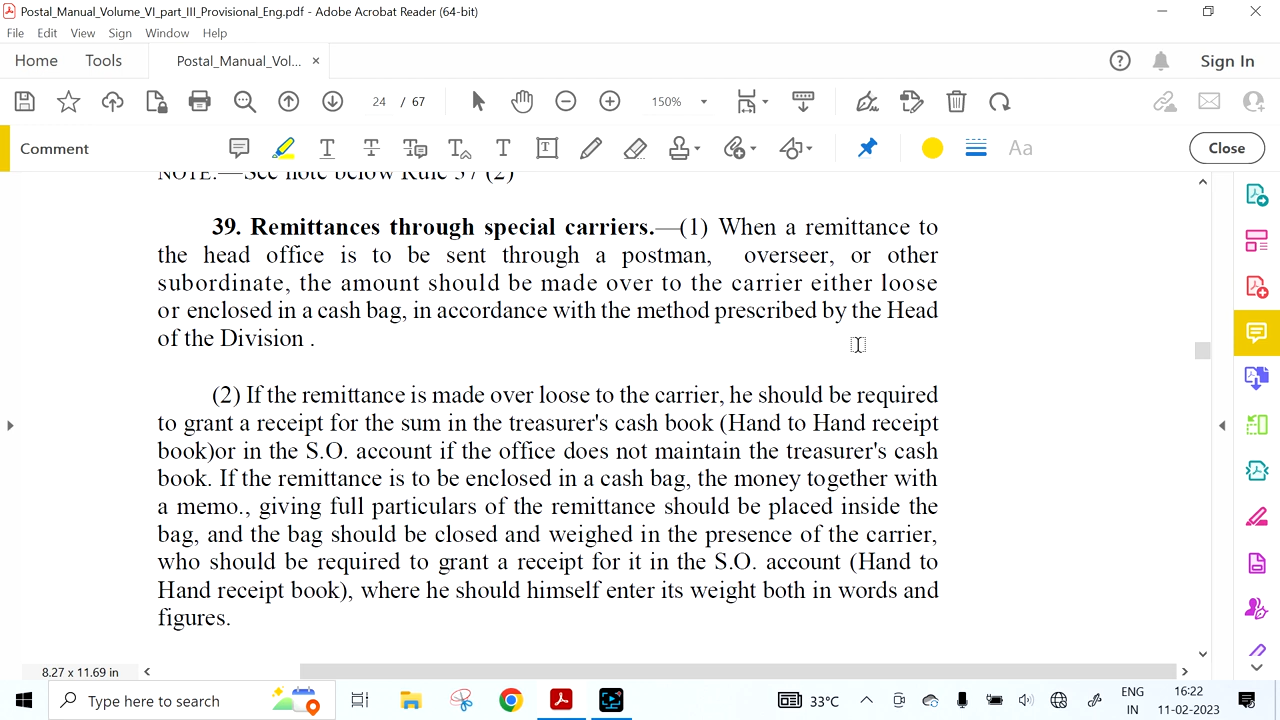 Postal_Manual_Volume_VI_part_III_Provisional_Eng.pdf - Adobe Acrobat Reader (64-bit)
File Edit View Sign Window Help
Home Tools Postal_Manual_Vol... × Sign In
24 / 67 150%
Comment Close
NOTE.—See note below Rule 37 (2)
39. Remittances through special carriers.—(1) When a remittance to
the head office is to be sent through a postman, overseer, or other
subordinate, the amount should be made over to the carrier either loose
or enclosed in a cash bag, in accordance with the method prescribed by the Head
of the Division .
(2) If the remittance is made over loose to the carrier, he should be required
to grant a receipt for the sum in the treasurer's cash book (Hand to Hand receipt
book)or in the S.O. account if the office does not maintain the treasurer's cash
book. If the remittance is to be enclosed in a cash bag, the money together with
a memo., giving full particulars of the remittance should be placed inside the
bag, and the bag should be closed and weighed in the presence of the carrier,
who should be required to grant a receipt for it in the S.O. account (Hand to
Hand receipt book), where he should himself enter its weight both in words and
figures.
8.27 x 11.69 in
Type here to search
33°C
ENG
IN
16:22
11-02-2023